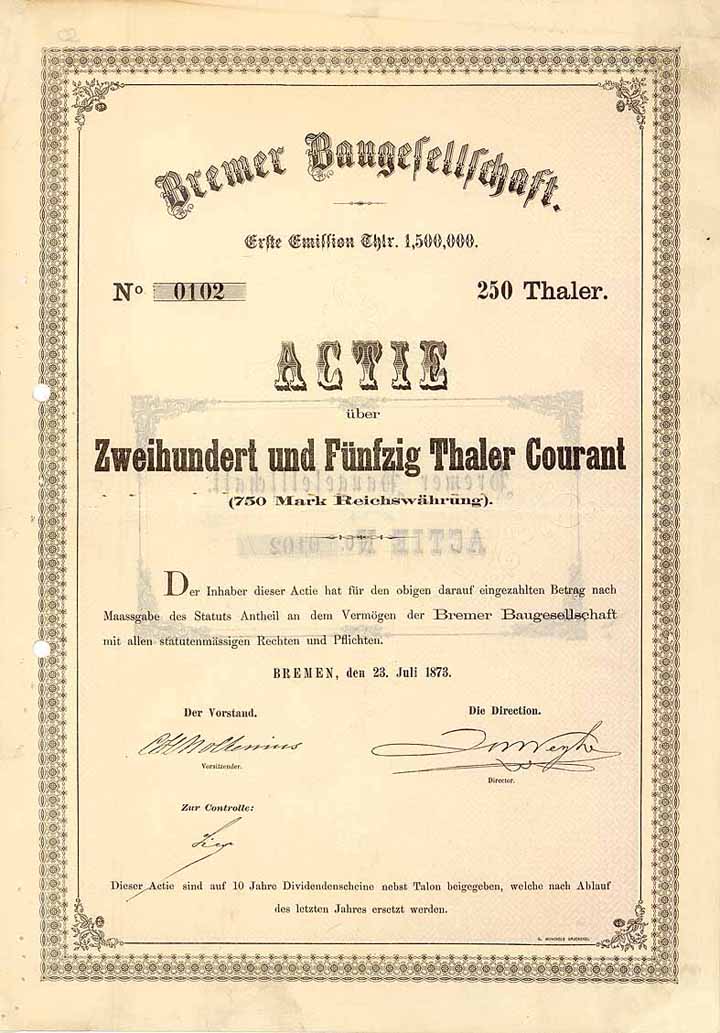 Bremer Baugesellschaft.
Erste Emission Thlr. 1,500,000.
No 0102 250 Thaler.
ACTIE
über
Zweihundert und Fünfzig Thaler Courant
(750 Mark Reichswährung).
Der Inhaber dieser Actie hat für den obigen darauf eingezahlten Betrag nach
Maassgabe des Statuts Antheil an dem Vermögen der Bremer Baugesellschaft
mit allen statutenmässigen Rechten und Pflichten.
BREMEN, den 23. Juli 1873.
Der Vorstand. Die Direction.
Vorsitzender.
Director.
Zur Controlle:
Dieser Actie sind auf 10 Jahre Dividendenscheine nebst Talon beigegeben, welche nach Ablauf
des letzten Jahres ersetzt werden.